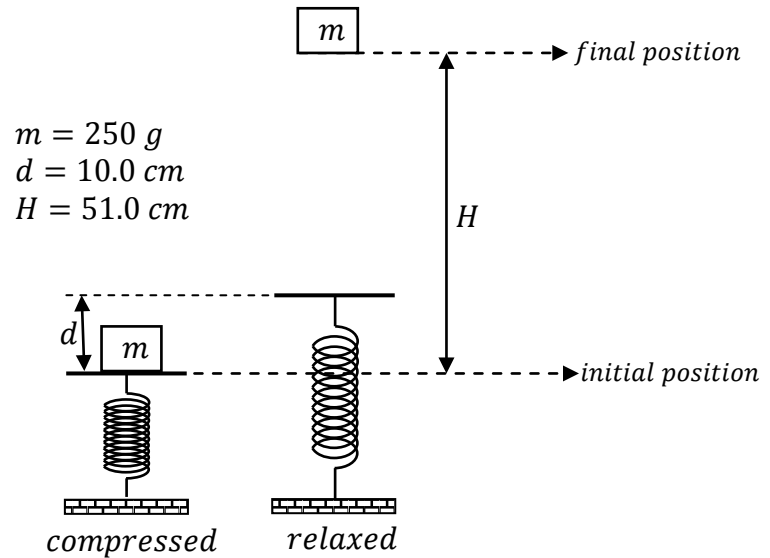 m
final position
m = 250 g
d = 10.0 cm
H = 51.0 cm
H
d
m
initial position
compressed
relaxed